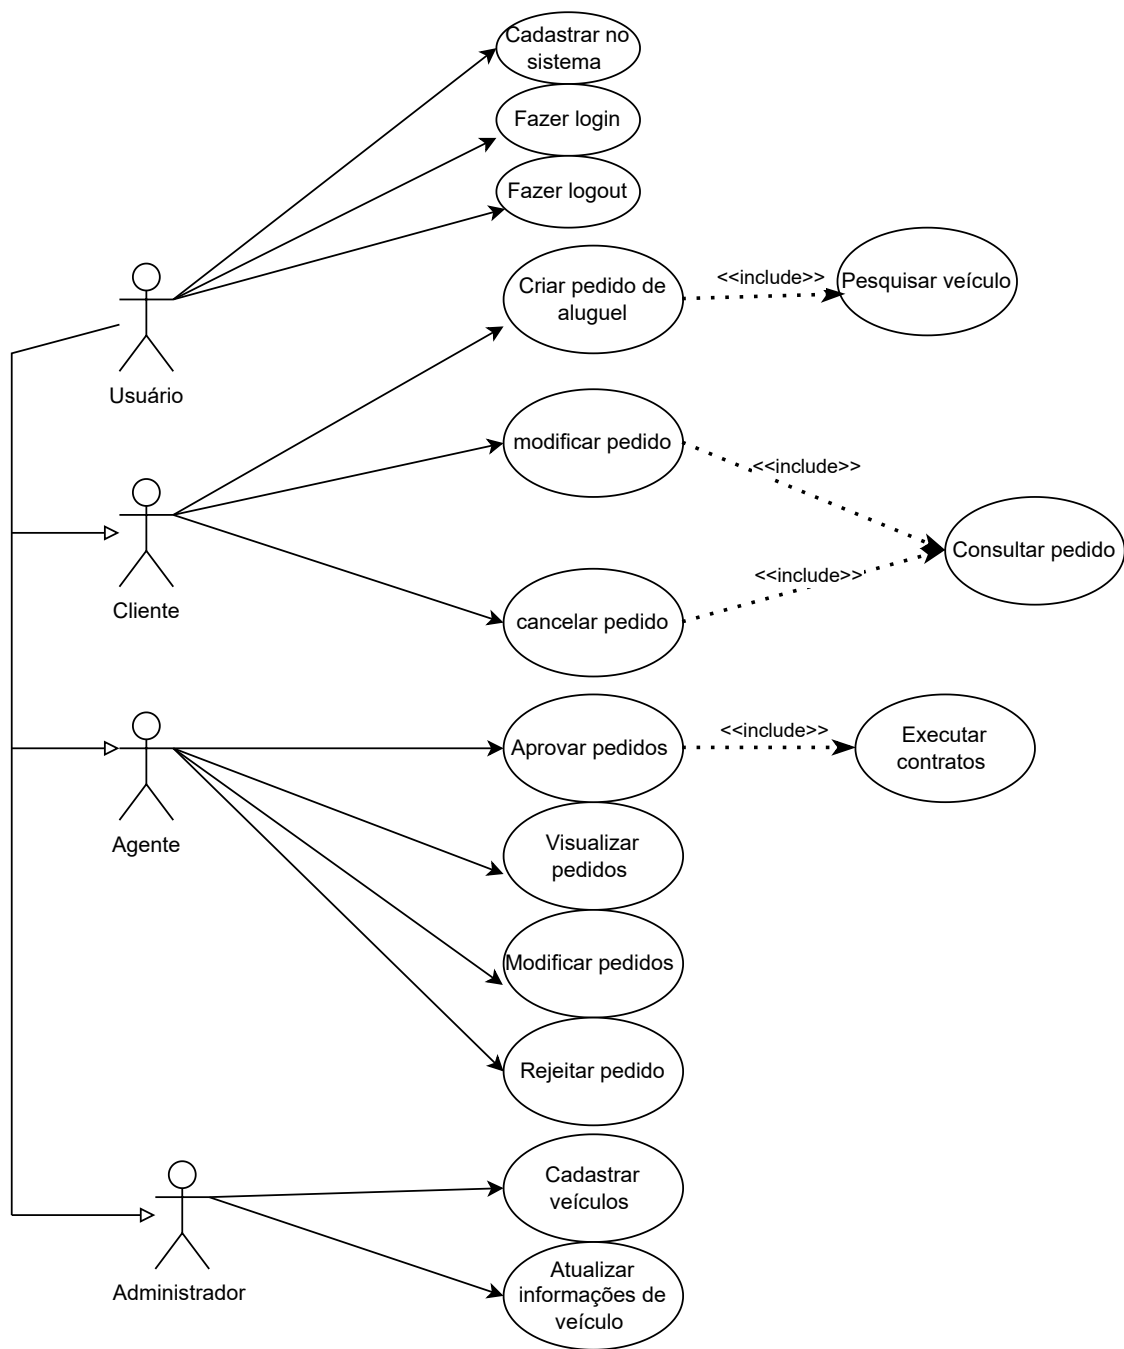 Cadastrar no
sistema
Fazer login
Fazer logout
Usuário
Criar pedido de
aluguel
<<include>>
Pesquisar veículo
modificar pedido
<<include>>
Consultar pedido
Cliente
cancelar pedido
<<include>>
Agente
Aprovar pedidos
<<include>>
Executar
contratos
Visualizar
pedidos
Modificar pedidos
Rejeitar pedido
Administrador
Cadastrar
veículos
Atualizar
informações de
veículo